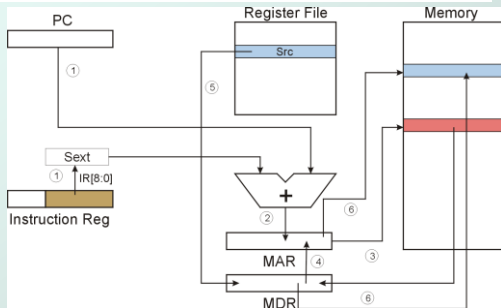 PC
Register File
Memory
Src
1
5
Sext
1
IR[8:0]
Instruction Reg
+
2
6
MAR
3
4
6
MDR